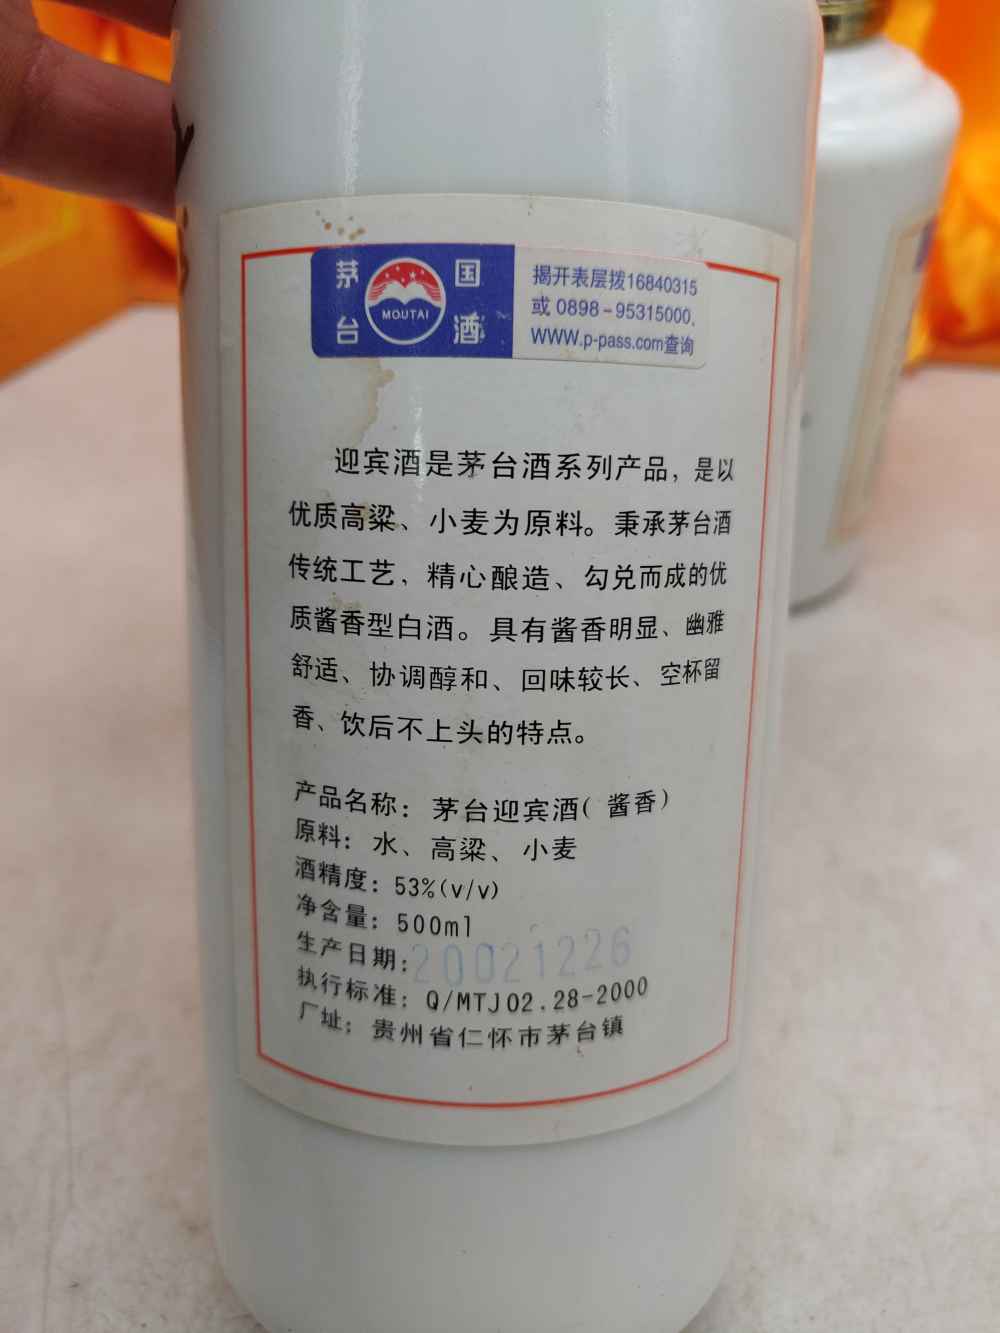 茅台
MOUTAI
国酒
揭开表层拨16840315
或 0898-95315000,
WWW.p-pass.com查询
迎宾酒是茅台酒系列产品，是以
优质高粱、小麦为原料。秉承茅台酒
传统工艺，精心酿造、勾兑而成的优
质酱香型白酒。具有酱香明显、幽雅
舒适、协调醇和、回味较长、空杯留
香、饮后不上头的特点。
产品名称：茅台迎宾酒(酱香)
原料：水、高粱、小麦
酒精度：53%(v/v)
净含量：500ml
生产日期:20021226
执行标准：Q/MTJ02.28-2000
厂址：贵州省仁怀市茅台镇